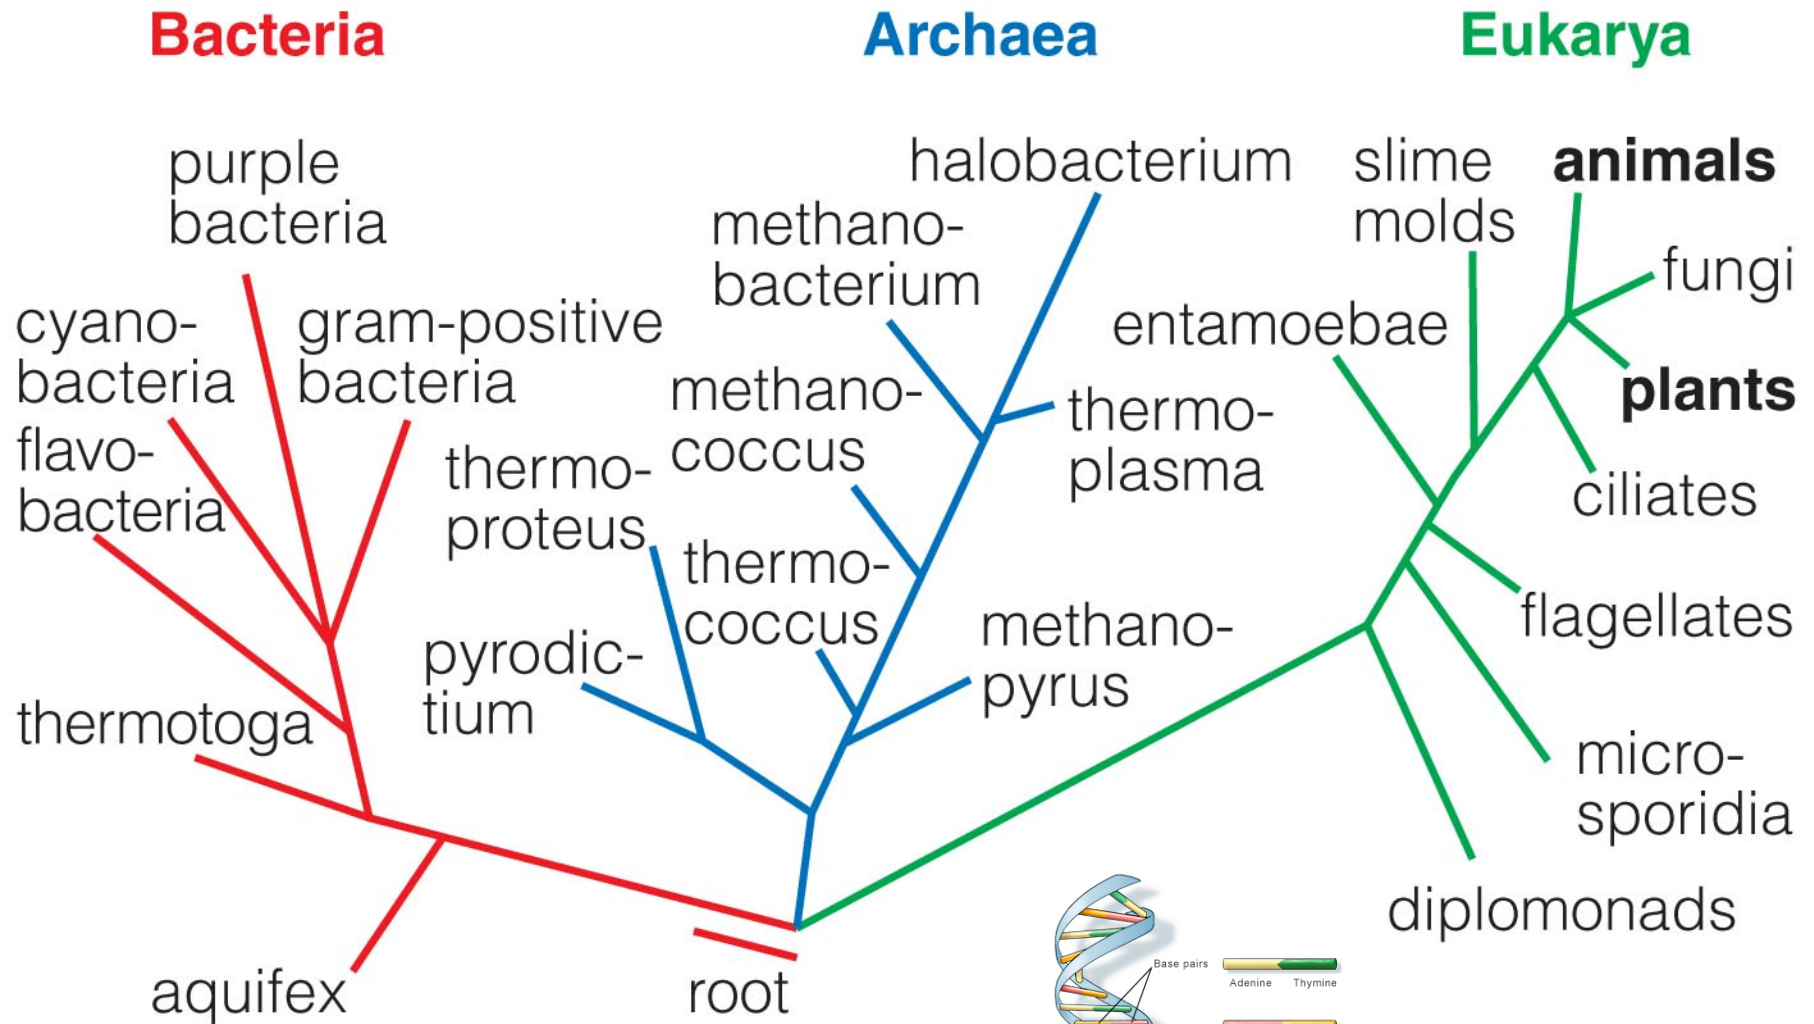 Bacteria
Archaea
Eukarya
purple
bacteria
cyano-
bacteria
gram-positive
bacteria
flavo-
bacteria
thermotoga
aquifex
root
halobacterium
methano-
bacterium
methano-
coccus
thermo-
plasma
thermo-
proteus
thermo-
coccus
pyrodic-
tium
methano-
pyrus
slime
molds
animals
fungi
entamoebae
plants
ciliates
flagellates
micro-
sporidia
diplomonads
Base pairs
Adenine Thymine